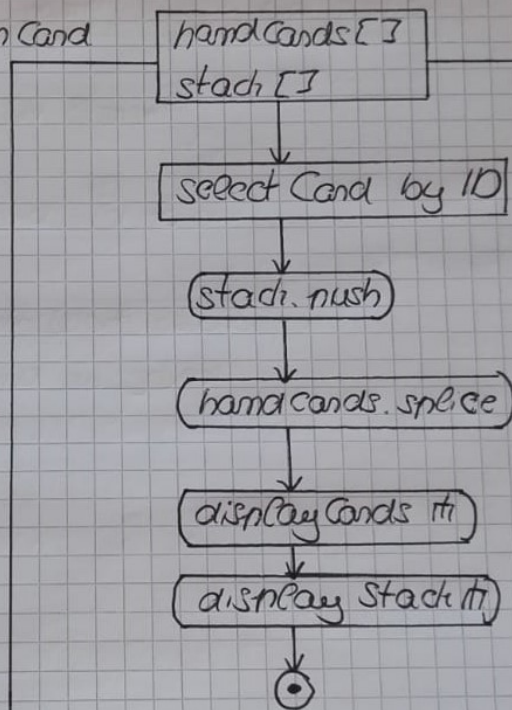 Card
handCards[]
stack[]
select Card by ID
stack.push
handcards.splice
displayCards ⋔
display Stack ⋔